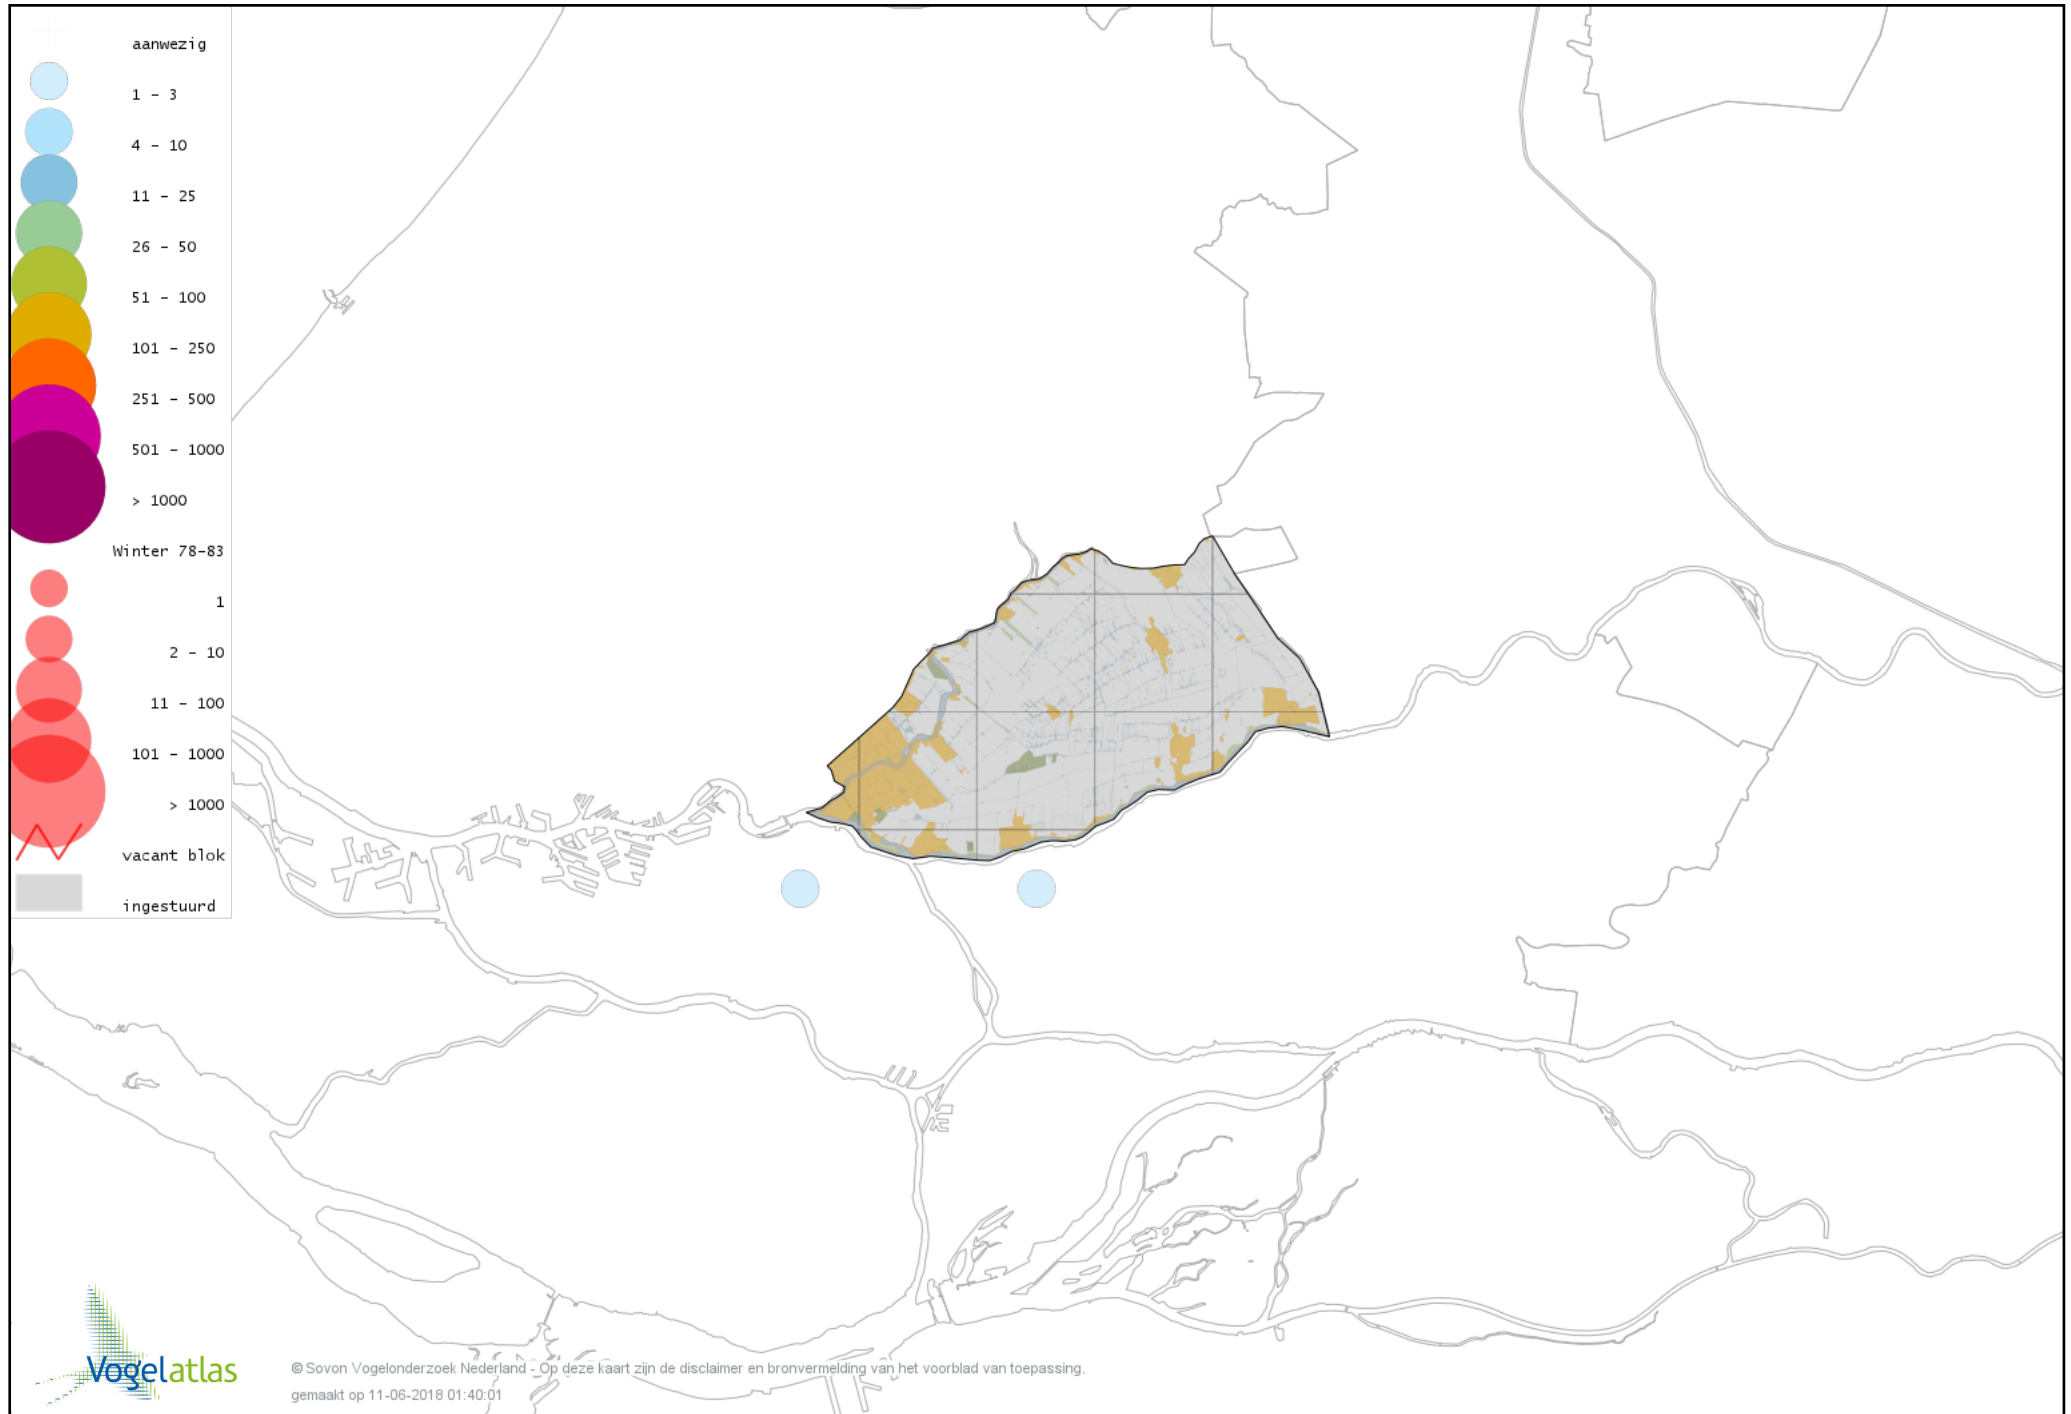 aanwezig
1 - 3
4 - 10
11 - 25
26 - 50
51 - 100
101 - 250
251 - 500
501 - 1000
> 1000
Winter 78-83
1
2 - 10
11 - 100
101 - 1000
> 1000
vacant blok
ingestuurd
Vogelatlas
© Sovon Vogelonderzoek Nederland - Op deze kaart zijn de disclaimer en bronvermelding van het voorblad van toepassing.
gemaakt op 11-06-2018 01:40:01